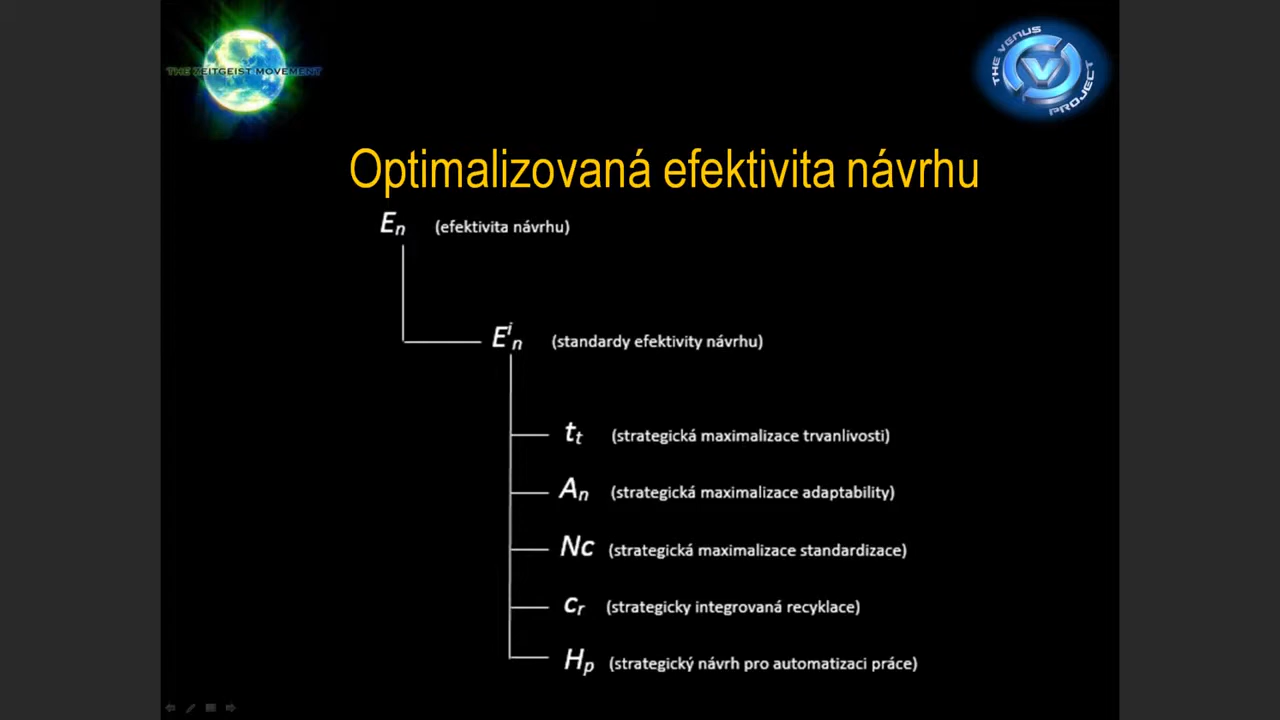 THE ZEITGEIST MOVEMENT
THE VENUS PROJECT
V
Optimalizovaná efektivita návrhu
En (efektivita návrhu)
Ein (standardy efektivity návrhu)
tt (strategická maximalizace trvanlivosti)
An (strategická maximalizace adaptability)
Nc (strategická maximalizace standardizace)
cr (strategicky integrovaná recyklace)
Hp (strategický návrh pro automatizaci práce)